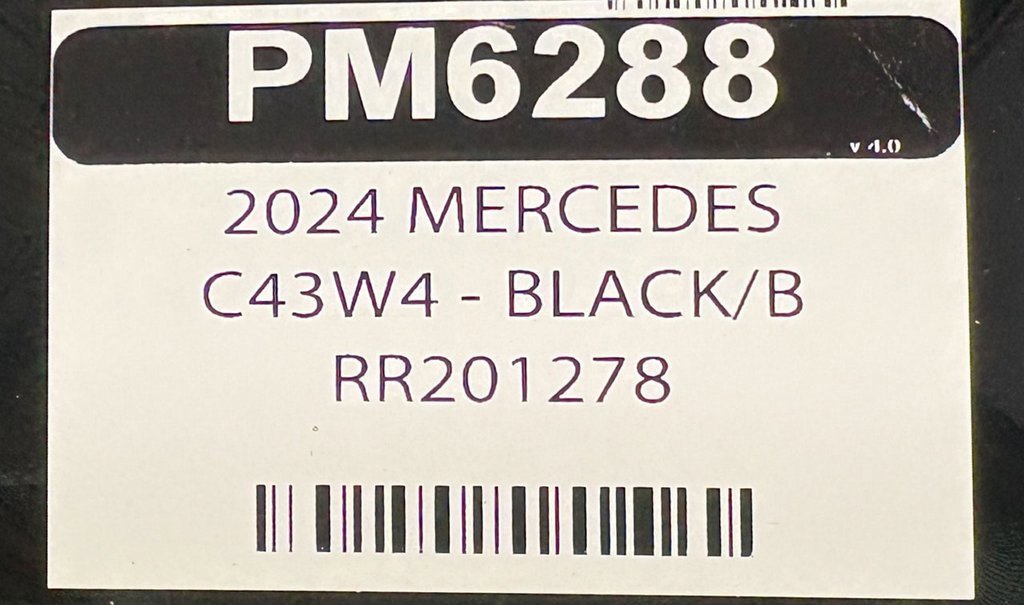 PM6288
v 4.0
2024 MERCEDES
C43W4 - BLACK/B
RR201278